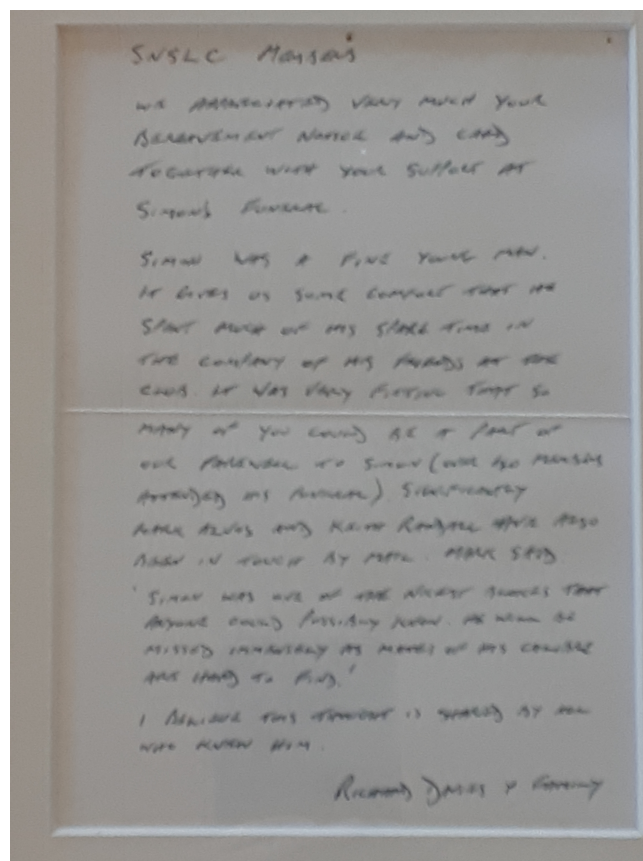 SNSLC Members
WE APPRECIATED VERY MUCH YOUR
BEREAVEMENT NOTICE AND CARD
TOGETHER WITH YOUR SUPPORT AT
SIMON'S FUNERAL.
SIMON WAS A FINE YOUNG MAN.
IT GIVES US SOME COMFORT THAT HE
SPENT MUCH OF HIS SPARE TIME IN
THE COMPANY OF HIS FRIENDS AT THE
CLUB. IT WAS VERY FITTING THAT SO
MANY OF YOU COULD BE A PART OF
OUR FAREWELL TO SIMON (OVER MEMBERS
ATTENDED HIS FUNERAL). SIGNIFICANTLY
MARK AND KEITH RANDALL HAVE ALSO
BEEN IN TOUCH BY MAIL. MARK SAID
'SIMON WAS ONE OF THE NICEST BLOKES THAT
ANYONE COULD POSSIBLY KNOW. HE WILL BE
MISSED IMMENSELY AS MATES OF HIS CALIBRE
ARE HARD TO FIND.'
I BELIEVE THIS THOUGHT IS SHARED BY ALL
WHO KNEW HIM.
RICHARD & FAMILY